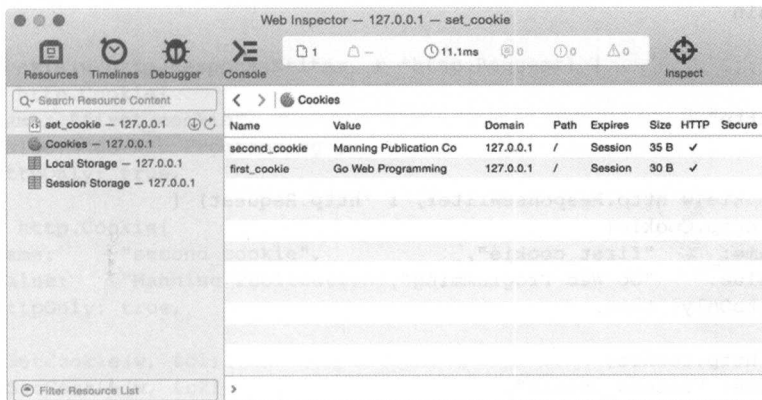 Web Inspector — 127.0.0.1 — set_cookie
Resources Timelines Debugger Console 1 — 11.1ms 0 0 0 Inspect
Search Resource Content
Cookies
set_cookie — 127.0.0.1
Cookies — 127.0.0.1
Local Storage — 127.0.0.1
Session Storage — 127.0.0.1
Name Value Domain Path Expires Size HTTP Secure
second_cookie Manning Publication Co 127.0.0.1 / Session 35 B ✓
first_cookie Go Web Programming 127.0.0.1 / Session 30 B ✓
Filter Resource List
>